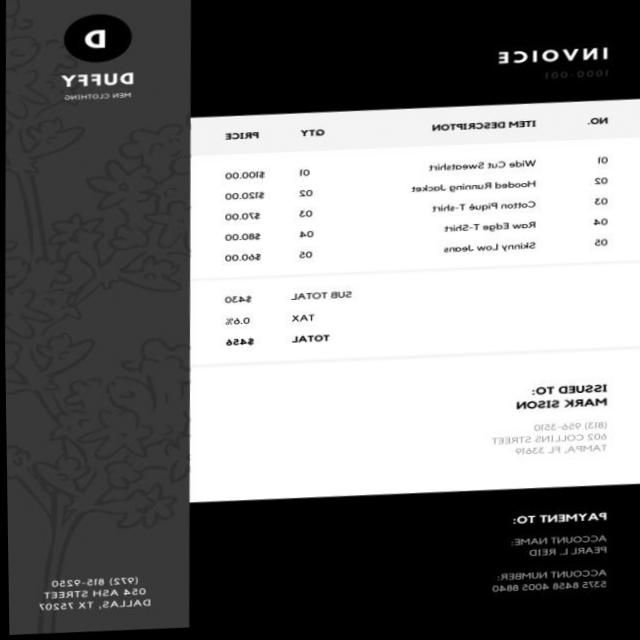 INVOICE
1000-001
D
DUFFY
MEN CLOTHING
NO. ITEM DESCRIPTON QTY PRICE
01 Wide Cut Sweatshirt 01 $100.00
02 Hooded Running Jacket 02 $120.00
03 Cotton Piqué T-shirt 03 $70.00
04 Raw Edge T-Shirt 04 $80.00
05 Skinny Low Jeans 05 $60.00
SUB TOTAL $430
TAX 0.6%
TOTAL $456
ISSUED TO:
MARK SISON
(813) 956-3510
602 COLLINS STREET
TAMPA, FL 33619
PAYMENT TO:
ACCOUNT NAME:
PEARL L. REID
ACCOUNT NUMBER:
5375 8458 4005 0840
(972) 815-9250
054 ASH STREET
DALLAS, TX, 75207